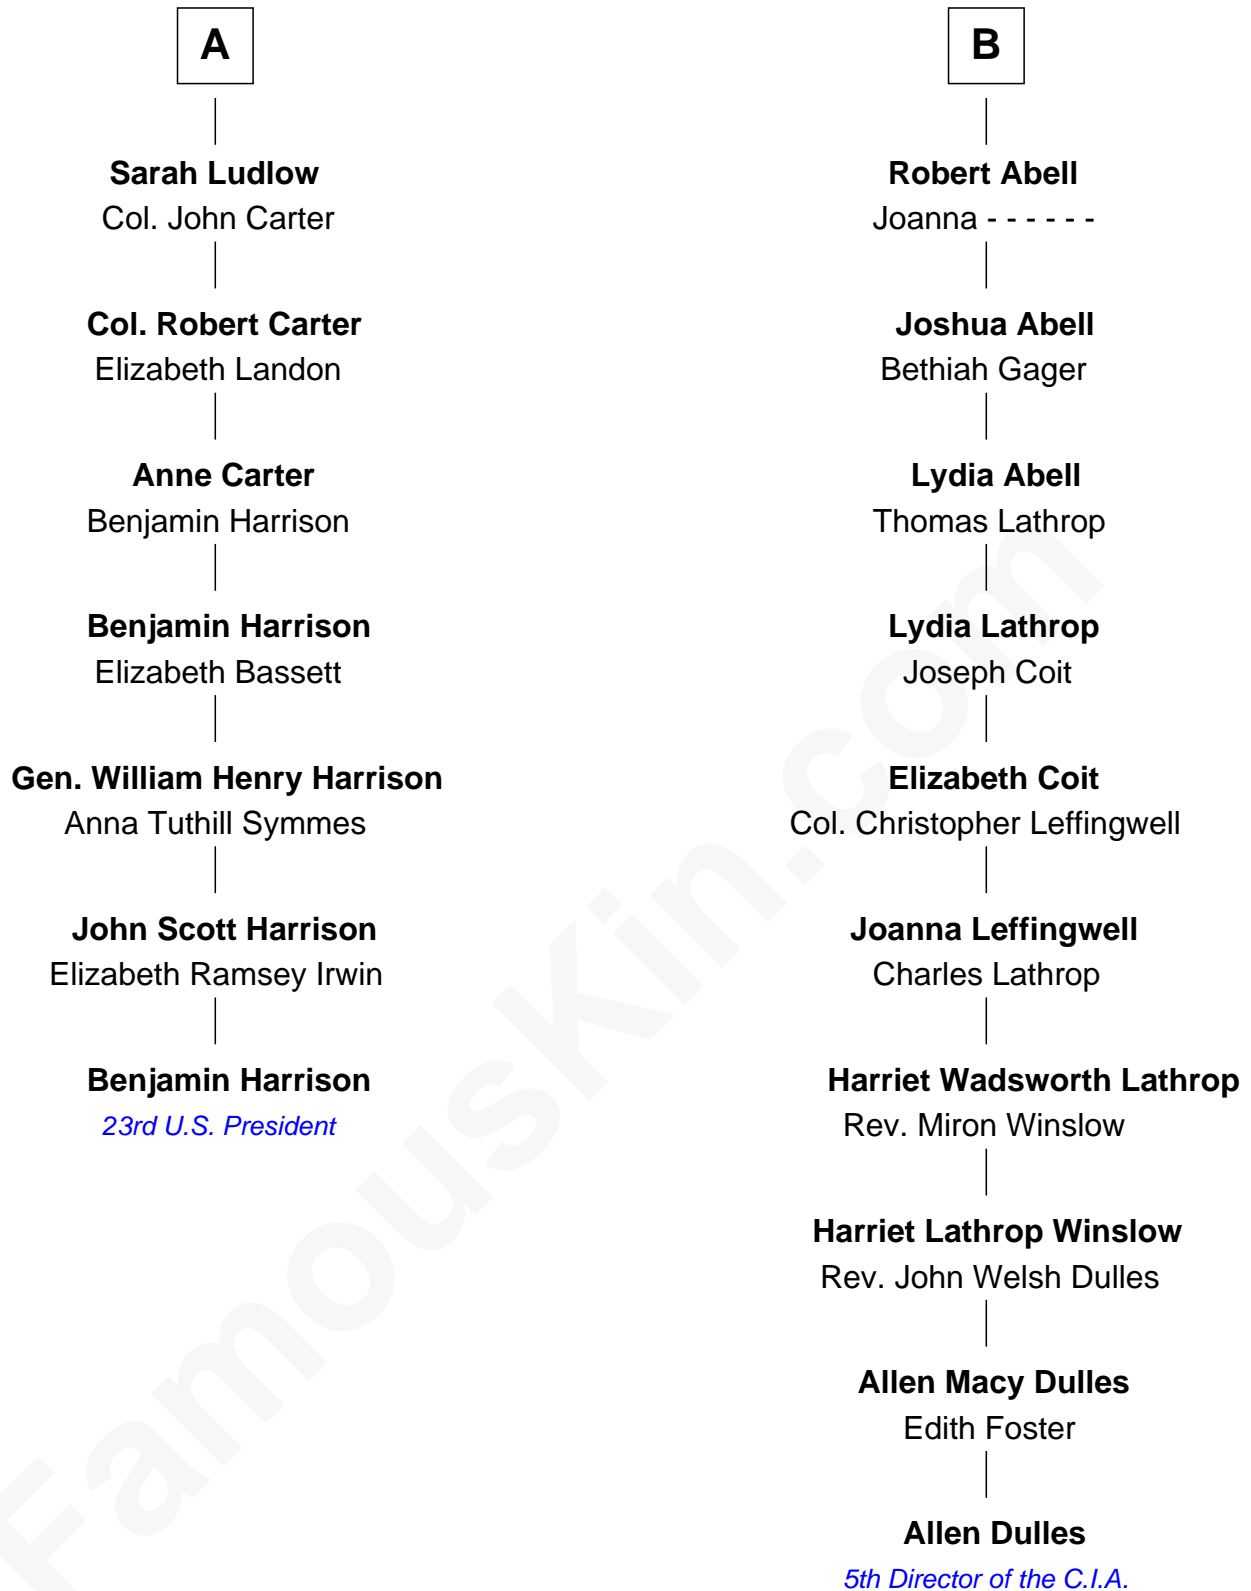 A
Sarah Ludlow
Col. John Carter
Col. Robert Carter
Elizabeth Landon
Anne Carter
Benjamin Harrison
Benjamin Harrison
Elizabeth Bassett
Gen. William Henry Harrison
Anna Tuthill Symmes
John Scott Harrison
Elizabeth Ramsey Irwin
Benjamin Harrison
23rd U.S. President
B
Robert Abell
Joanna - - - - - -
Joshua Abell
Bethiah Gager
Lydia Abell
Thomas Lathrop
Lydia Lathrop
Joseph Coit
Elizabeth Coit
Col. Christopher Leffingwell
Joanna Leffingwell
Charles Lathrop
Harriet Wadsworth Lathrop
Rev. Miron Winslow
Harriet Lathrop Winslow
Rev. John Welsh Dulles
Allen Macy Dulles
Edith Foster
Allen Dulles
5th Director of the C.I.A.
FamousKin.com